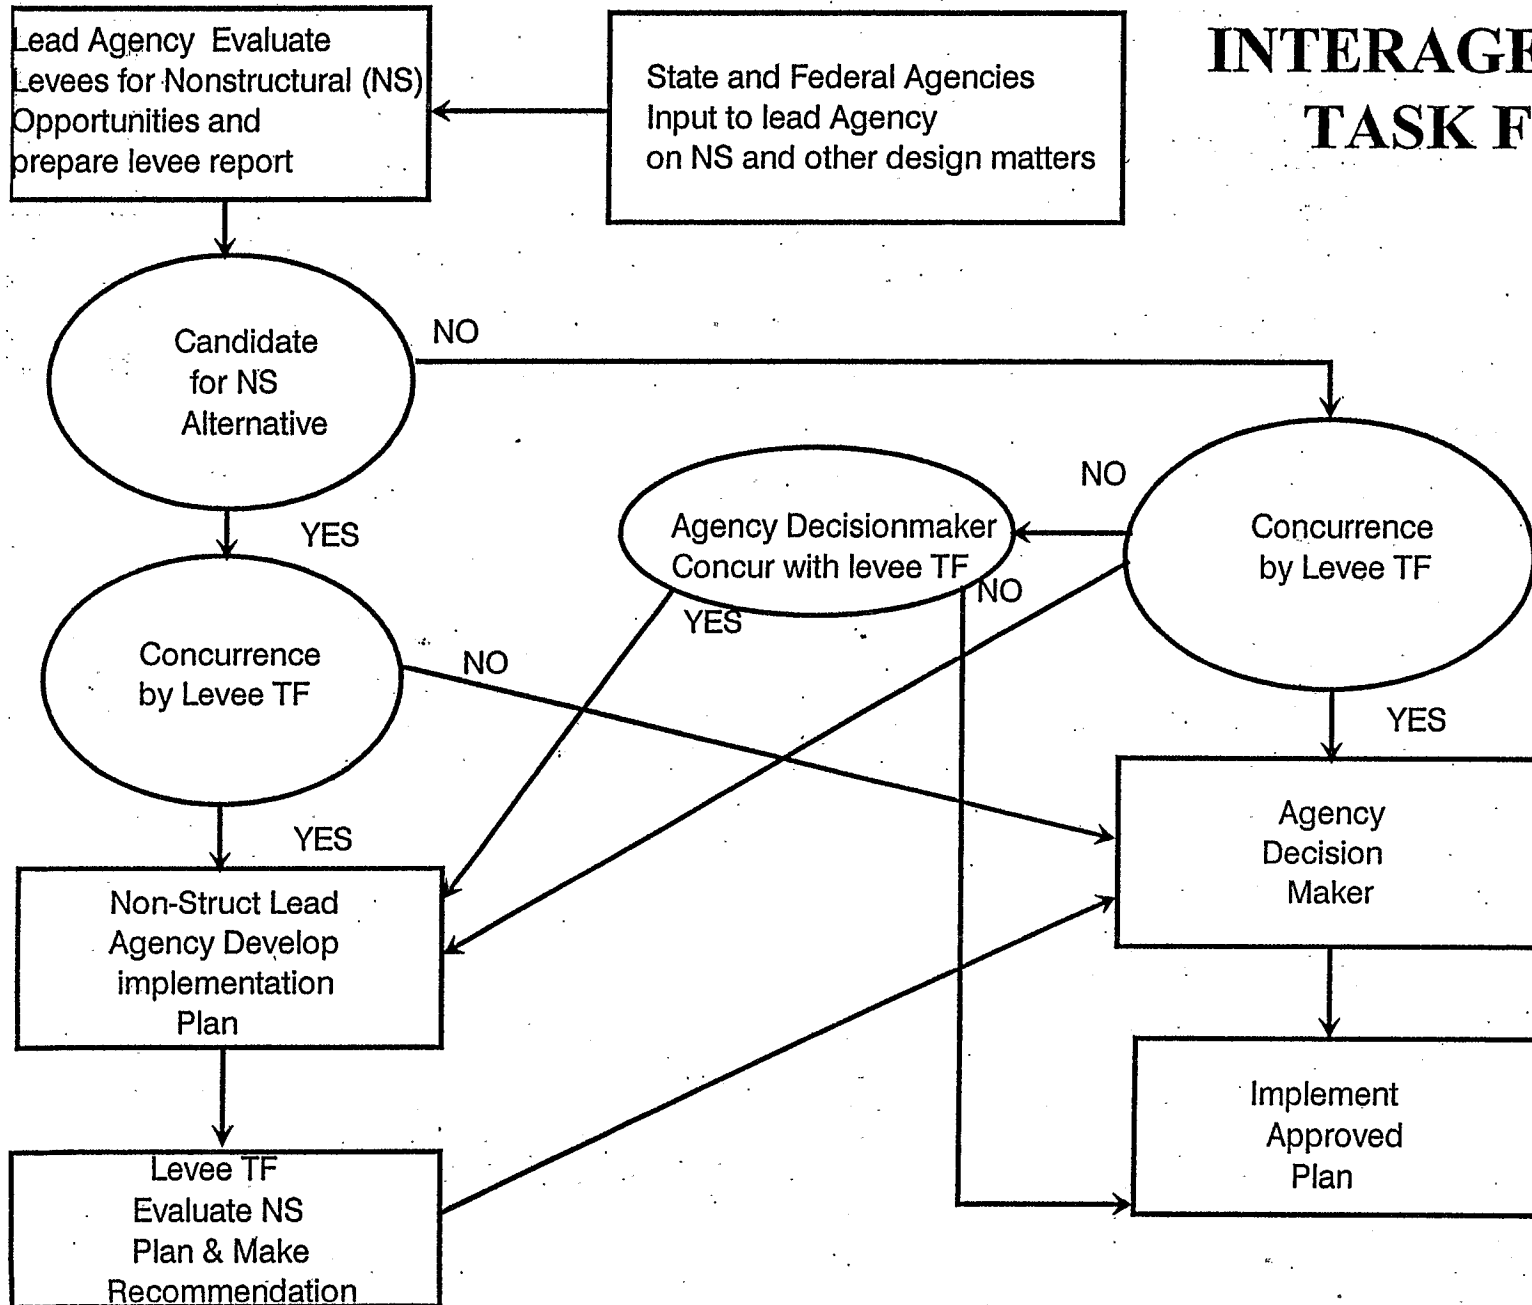 Lead Agency Evaluate
Levees for Nonstructural (NS)
Opportunities and
prepare levee report
State and Federal Agencies
Input to lead Agency
on NS and other design matters
INTERAGE
TASK F
Candidate
for NS
Alternative
NO
YES
Agency Decisionmaker
Concur with levee TF
NO
YES
NO
Concurrence
by Levee TF
YES
Concurrence
by Levee TF
NO
YES
Agency
Decision
Maker
Non-Struct Lead
Agency Develop
implementation
Plan
Implement
Approved
Plan
Levee TF
Evaluate NS
Plan & Make
Recommendation